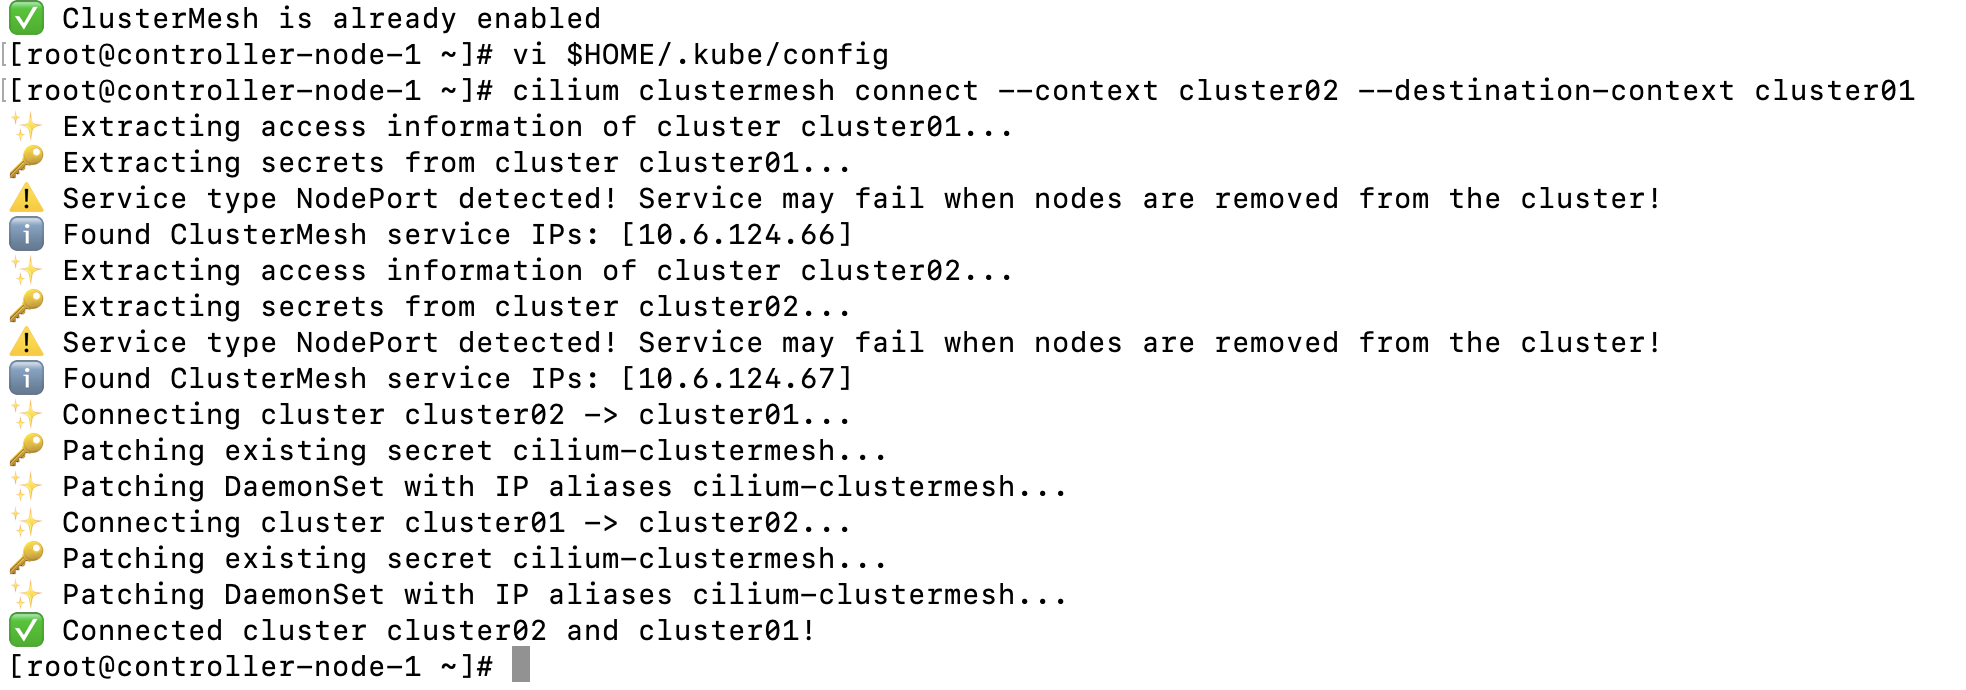 ✅ ClusterMesh is already enabled
[[root@controller-node-1 ~]# vi $HOME/.kube/config
[[root@controller-node-1 ~]# cilium clustermesh connect --context cluster02 --destination-context cluster01
✨ Extracting access information of cluster cluster01...
🔑 Extracting secrets from cluster cluster01...
⚠️ Service type NodePort detected! Service may fail when nodes are removed from the cluster!
ℹ️ Found ClusterMesh service IPs: [10.6.124.66]
✨ Extracting access information of cluster cluster02...
🔑 Extracting secrets from cluster cluster02...
⚠️ Service type NodePort detected! Service may fail when nodes are removed from the cluster!
ℹ️ Found ClusterMesh service IPs: [10.6.124.67]
✨ Connecting cluster cluster02 -> cluster01...
🔑 Patching existing secret cilium-clustermesh...
✨ Patching DaemonSet with IP aliases cilium-clustermesh...
✨ Connecting cluster cluster01 -> cluster02...
🔑 Patching existing secret cilium-clustermesh...
✨ Patching DaemonSet with IP aliases cilium-clustermesh...
✅ Connected cluster cluster02 and cluster01!
[root@controller-node-1 ~]#